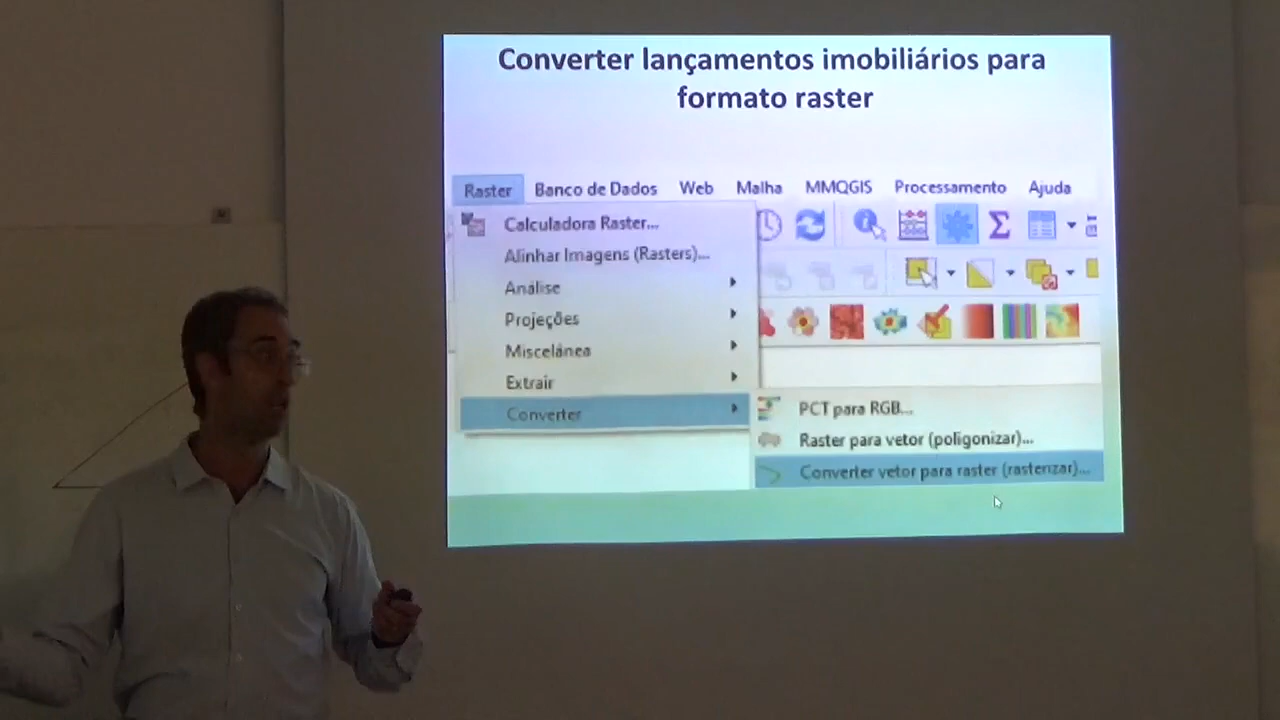 Converter lançamentos imobiliários para
formato raster
Raster Banco de Dados Web Malha MMQGIS Processamento Ajuda
Calculadora Raster...
Alinhar Imagens (Rasters)...
Análise
Projeções
Miscelânea
Extrair
Converter
PCT para RGB...
Raster para vetor (poligonizar)...
Converter vetor para raster (rasterizar)...